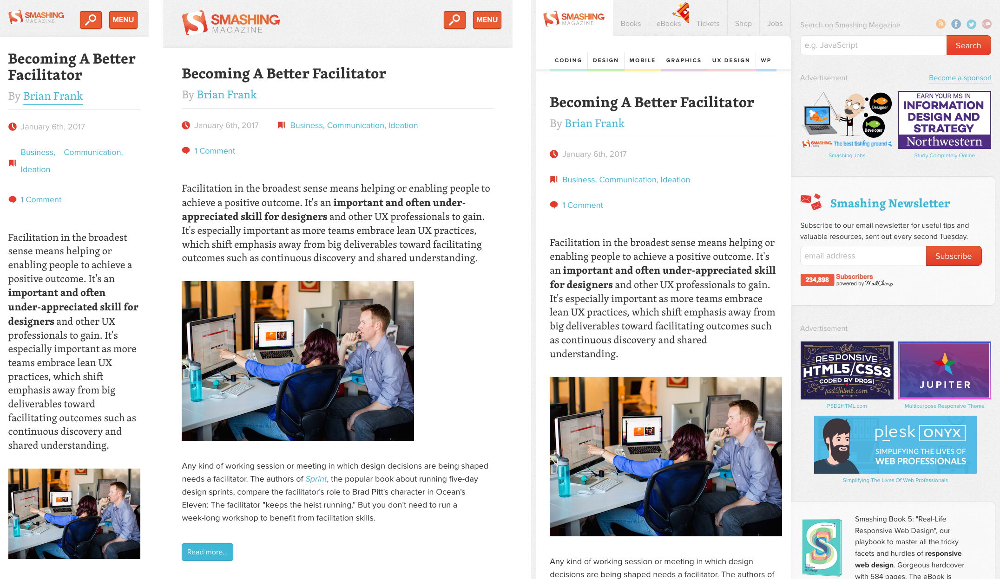 SMASHING
MAGAZINE
MENU
Becoming A Better
Facilitator
By Brian Frank
January 6th, 2017
Business, Communication,
Ideation
1 Comment
Facilitation in the broadest
sense means helping or
enabling people to achieve a
positive outcome. It's an
important and often
under-appreciated skill for
designers and other UX
professionals to gain. It's
especially important as more
teams embrace lean UX
practices, which shift
emphasis away from big
deliverables toward
facilitating outcomes such as
continuous discovery and
shared understanding.
SMASHING
MAGAZINE
MENU
Becoming A Better Facilitator
By Brian Frank
January 6th, 2017
Business, Communication, Ideation
1 Comment
Facilitation in the broadest sense means helping or enabling people to
achieve a positive outcome. It's an important and often under-
appreciated skill for designers and other UX professionals to gain.
It's especially important as more teams embrace lean UX practices,
which shift emphasis away from big deliverables toward facilitating
outcomes such as continuous discovery and shared understanding.
Any kind of working session or meeting in which design decisions are being shaped
needs a facilitator. The authors of Sprint, the popular book about running five-day
design sprints, compare the facilitator's role to Brad Pitt's character in Ocean's
Eleven: The facilitator "keeps the heist running." But you don't need to run a
week-long workshop to benefit from facilitation skills.
Read more...
SMASHING
MAGAZINE
Books
eBooks
Tickets
Shop
Jobs
CODING
DESIGN
MOBILE
GRAPHICS
UX DESIGN
WP
Becoming A Better Facilitator
By Brian Frank
January 6th, 2017
Business, Communication, Ideation
1 Comment
Facilitation in the broadest sense means helping or
enabling people to achieve a positive outcome. It's
an important and often under-appreciated skill
for designers and other UX professionals to gain.
It's especially important as more teams embrace
lean UX practices, which shift emphasis away from
big deliverables toward facilitating outcomes such
as continuous discovery and shared
understanding.
Any kind of working session or meeting in which design
decisions are being shaped needs a facilitator. The authors of
Search on Smashing Magazine
e.g. JavaScript
Search
Advertisement
Become a sponsor!
Designer
Developer
SMASHING
JOBS
The best fishing ground
Smashing Jobs
EARN YOUR MS IN
INFORMATION
DESIGN AND
STRATEGY
Northwestern
Study Completely Online
Smashing Newsletter
Subscribe to our email newsletter for useful tips and
valuable resources, sent out every second Tuesday.
email address
Subscribe
234,898
Subscribers
powered by MailChimp
Advertisement
Get
RESPONSIVE
HTML5/CSS3
CODED BY PROS!
psd2html.com
PSD2HTML.com
JUPITER
Multipurpose Responsive Theme
plesk ONYX
SIMPLIFYING THE LIVES OF
WEB PROFESSIONALS
Simplifying The Lives Of Web Professionals
Smashing Book 5: "Real-Life
Responsive Web Design", our
playbook to master all the tricky
facets and hurdles of responsive
web design. Gorgeous hardcover
with 584 pages. The eBook is